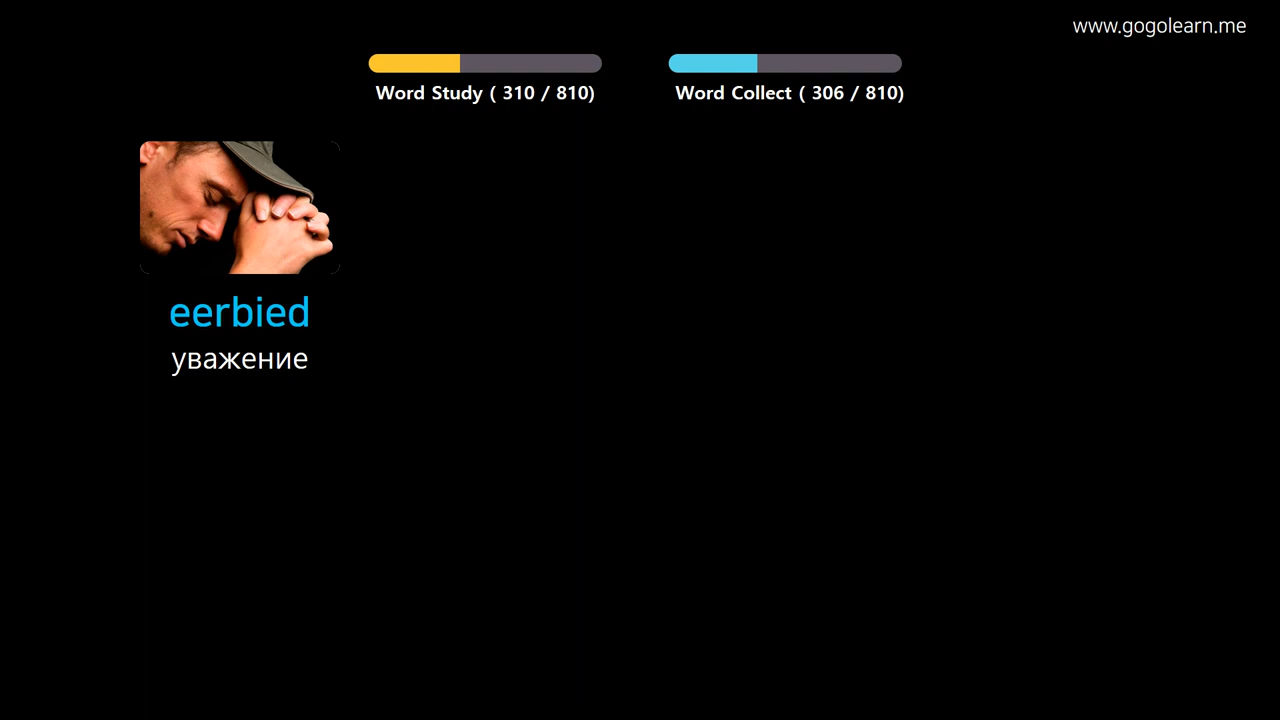 www.gogolearn.me
Word Study ( 310 / 810)
Word Collect ( 306 / 810)
eerbied
уважение